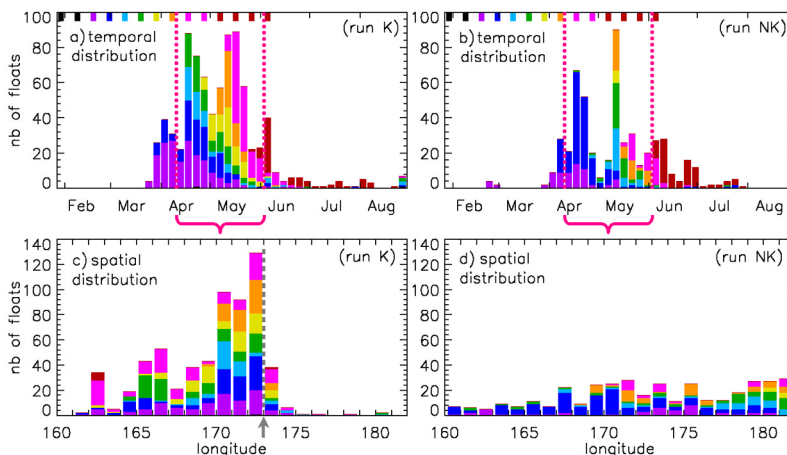 100
a) temporal
distribution
(run K)
80
60
40
20
0
nb of floats
Feb Mar Apr May Jun Jul Aug
100
b) temporal
distribution
(run NK)
80
60
40
20
0
Feb Mar Apr May Jun Jul Aug
140
c) spatial
distribution
(run K)
120
100
80
60
40
20
0
nb of floats
160 165 170 175 180
longitude
140
d) spatial
distribution
(run NK)
120
100
80
60
40
20
0
160 165 170 175 180
longitude